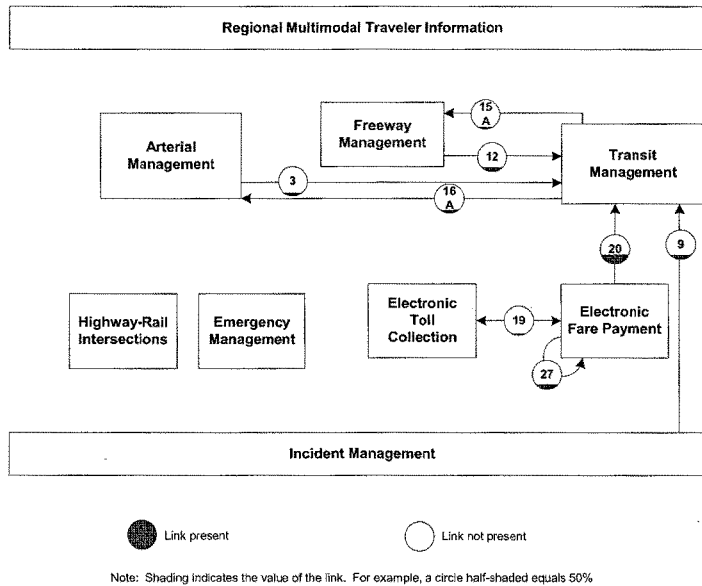 Regional Multimodal Traveler Information
15
A
Freeway
Management
12
Arterial
Management
Transit
Management
3
16
A
20
9
Highway-Rail
Intersections
Emergency
Management
Electronic
Toll
Collection
19
Electronic
Fare Payment
27
Incident Management
Link present
Link not present
Note: Shading indicates the value of the link. For example, a circle half-shaded equals 50%